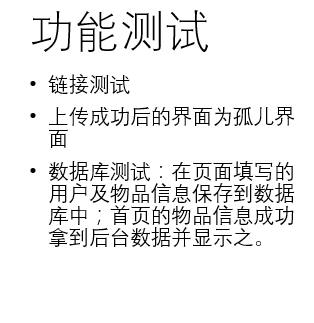 功能测试
• 链接测试
• 上传成功后的界面为孤儿界
面
• 数据库测试：在页面填写的
用户及物品信息保存到数据
库中；首页的物品信息成功
拿到后台数据并显示之。